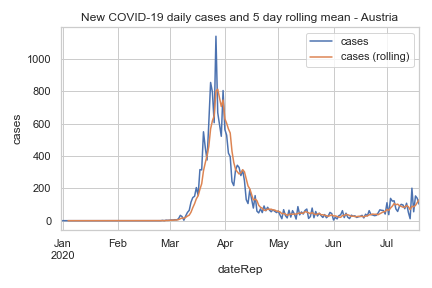 New COVID-19 daily cases and 5 day rolling mean - Austria
cases
cases (rolling)
1000
800
600
400
200
0
cases
Jan
2020
Feb
Mar
Apr
May
Jun
Jul
dateRep